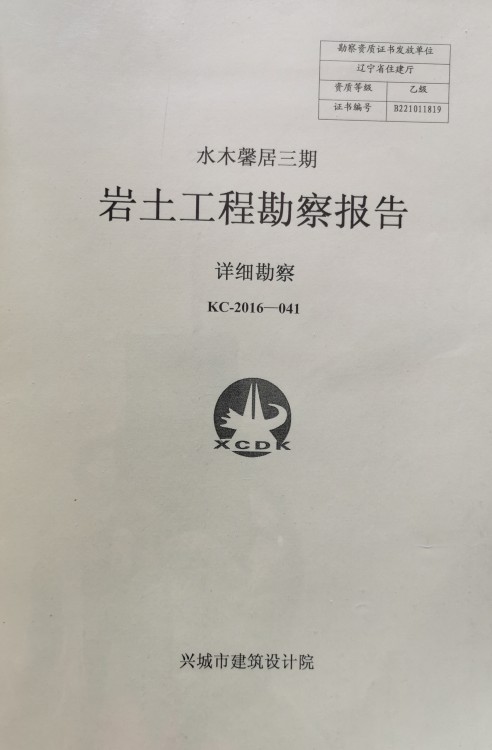 勘察资质证书发放单位
辽宁省住建厅
资质等级 乙级
证书编号 B221011819
水木馨居三期
岩土工程勘察报告
详细勘察
KC-2016—041
XCDK
兴城市建筑设计院